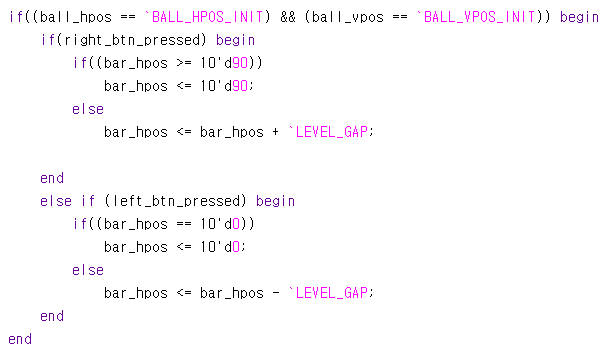 if((ball_hpos == `BALL_HPOS_INIT) && (ball_vpos == `BALL_VPOS_INIT)) begin
    if(right_btn_pressed) begin
        if((bar_hpos >= 10'd90))
            bar_hpos <= 10'd90;
        else
            bar_hpos <= bar_hpos + `LEVEL_GAP;

    end
    else if (left_btn_pressed) begin
        if((bar_hpos == 10'd0))
            bar_hpos <= 10'd0;
        else
            bar_hpos <= bar_hpos - `LEVEL_GAP;
    end
end